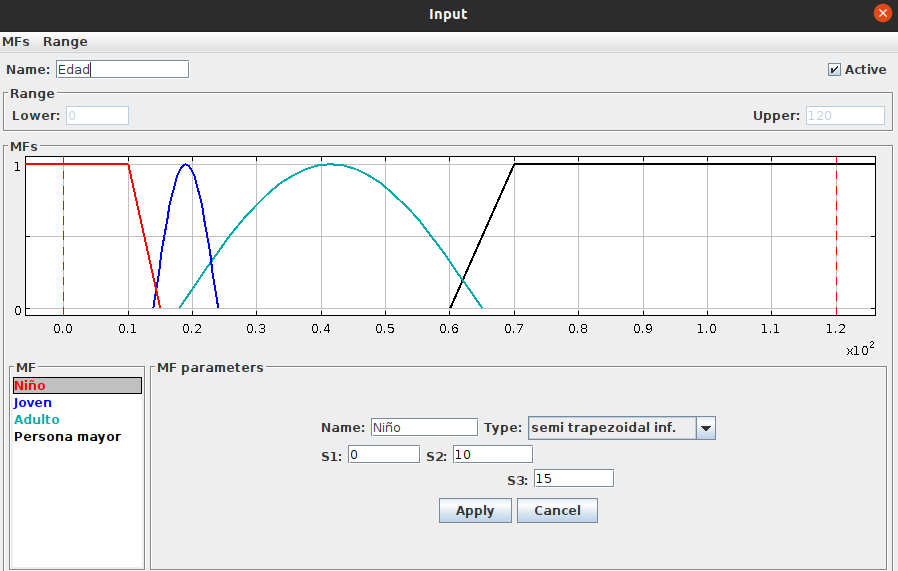 Input
MFs Range
Name: Edad Active
Range
Lower: 0 Upper: 120
MFs
1
0
0.0 0.1 0.2 0.3 0.4 0.5 0.6 0.7 0.8 0.9 1.0 1.1 1.2
x10²
MF
Niño
Joven
Adulto
Persona mayor
MF parameters
Name: Niño Type: semi trapezoidal inf.
S1: 0 S2: 10
S3: 15
Apply Cancel